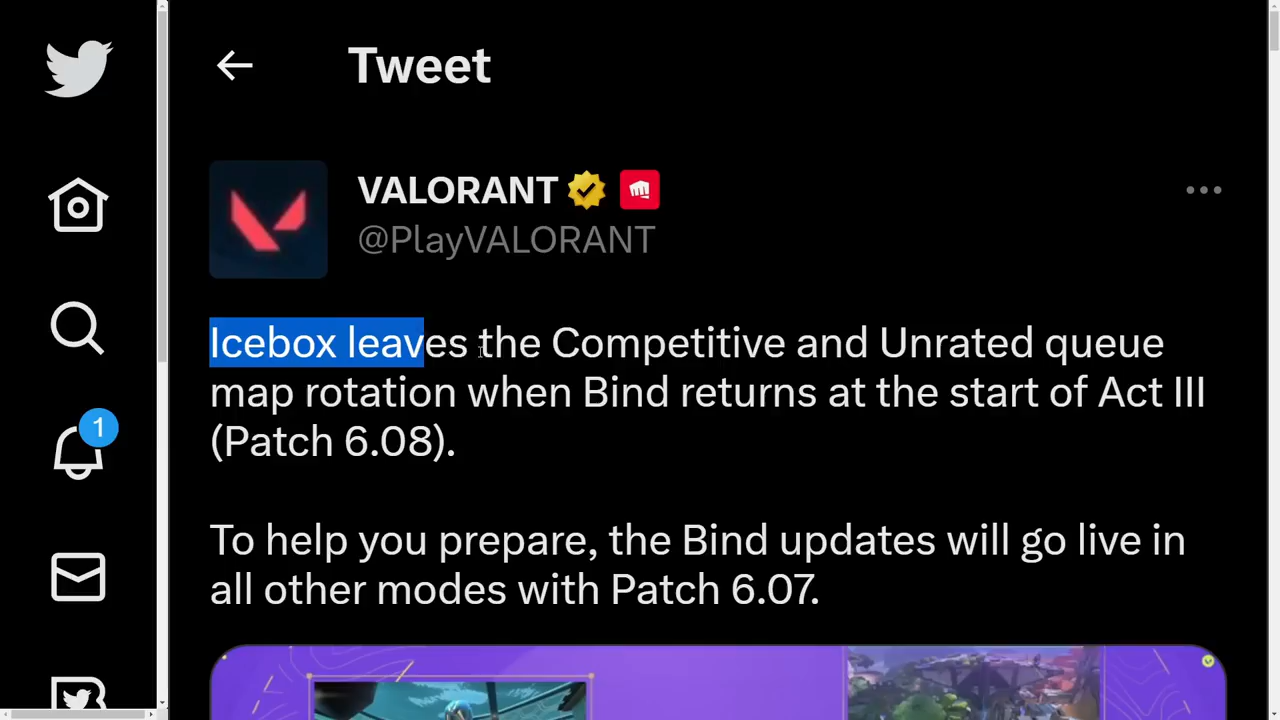 Tweet
VALORANT
@PlayVALORANT
Icebox leaves the Competitive and Unrated queue
map rotation when Bind returns at the start of Act III
(Patch 6.08).
1
To help you prepare, the Bind updates will go live in
all other modes with Patch 6.07.